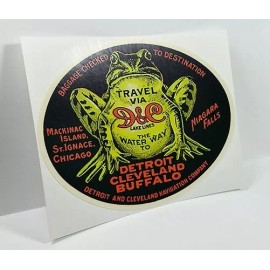 BAGGAGE CHECKED TO DESTINATION
TRAVEL
VIA
D&C
LAKE LINES
THE
WATER WAY
TO
MACKINAC
ISLAND,
ST. IGNACE,
CHICAGO
NIAGARA
FALLS
DETROIT
CLEVELAND
BUFFALO
DETROIT AND CLEVELAND NAVIGATION COMPANY